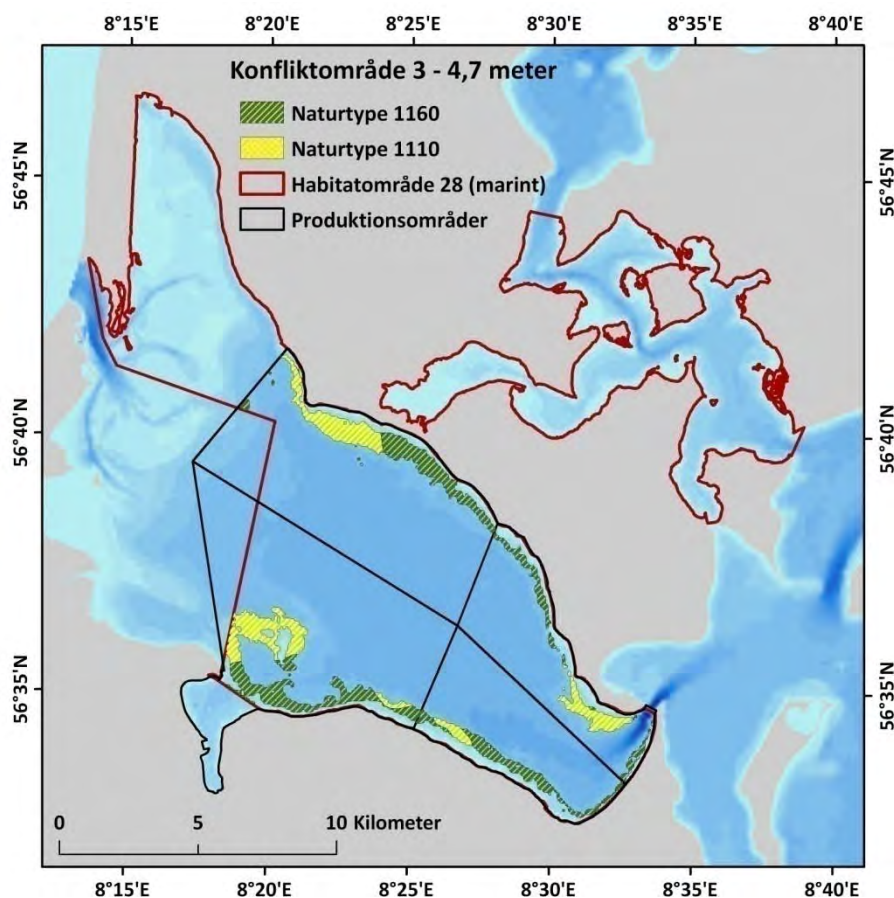 8°15'E 8°20'E 8°25'E 8°30'E 8°35'E 8°40'E
Konfliktområde 3 - 4,7 meter
Naturtype 1160
Naturtype 1110
Habitatområde 28 (marint)
Produktionsområder
56°45'N 56°45'N
56°40'N 56°40'N
56°35'N 56°35'N
0 5 10 Kilometer
8°15'E 8°20'E 8°25'E 8°30'E 8°35'E 8°40'E